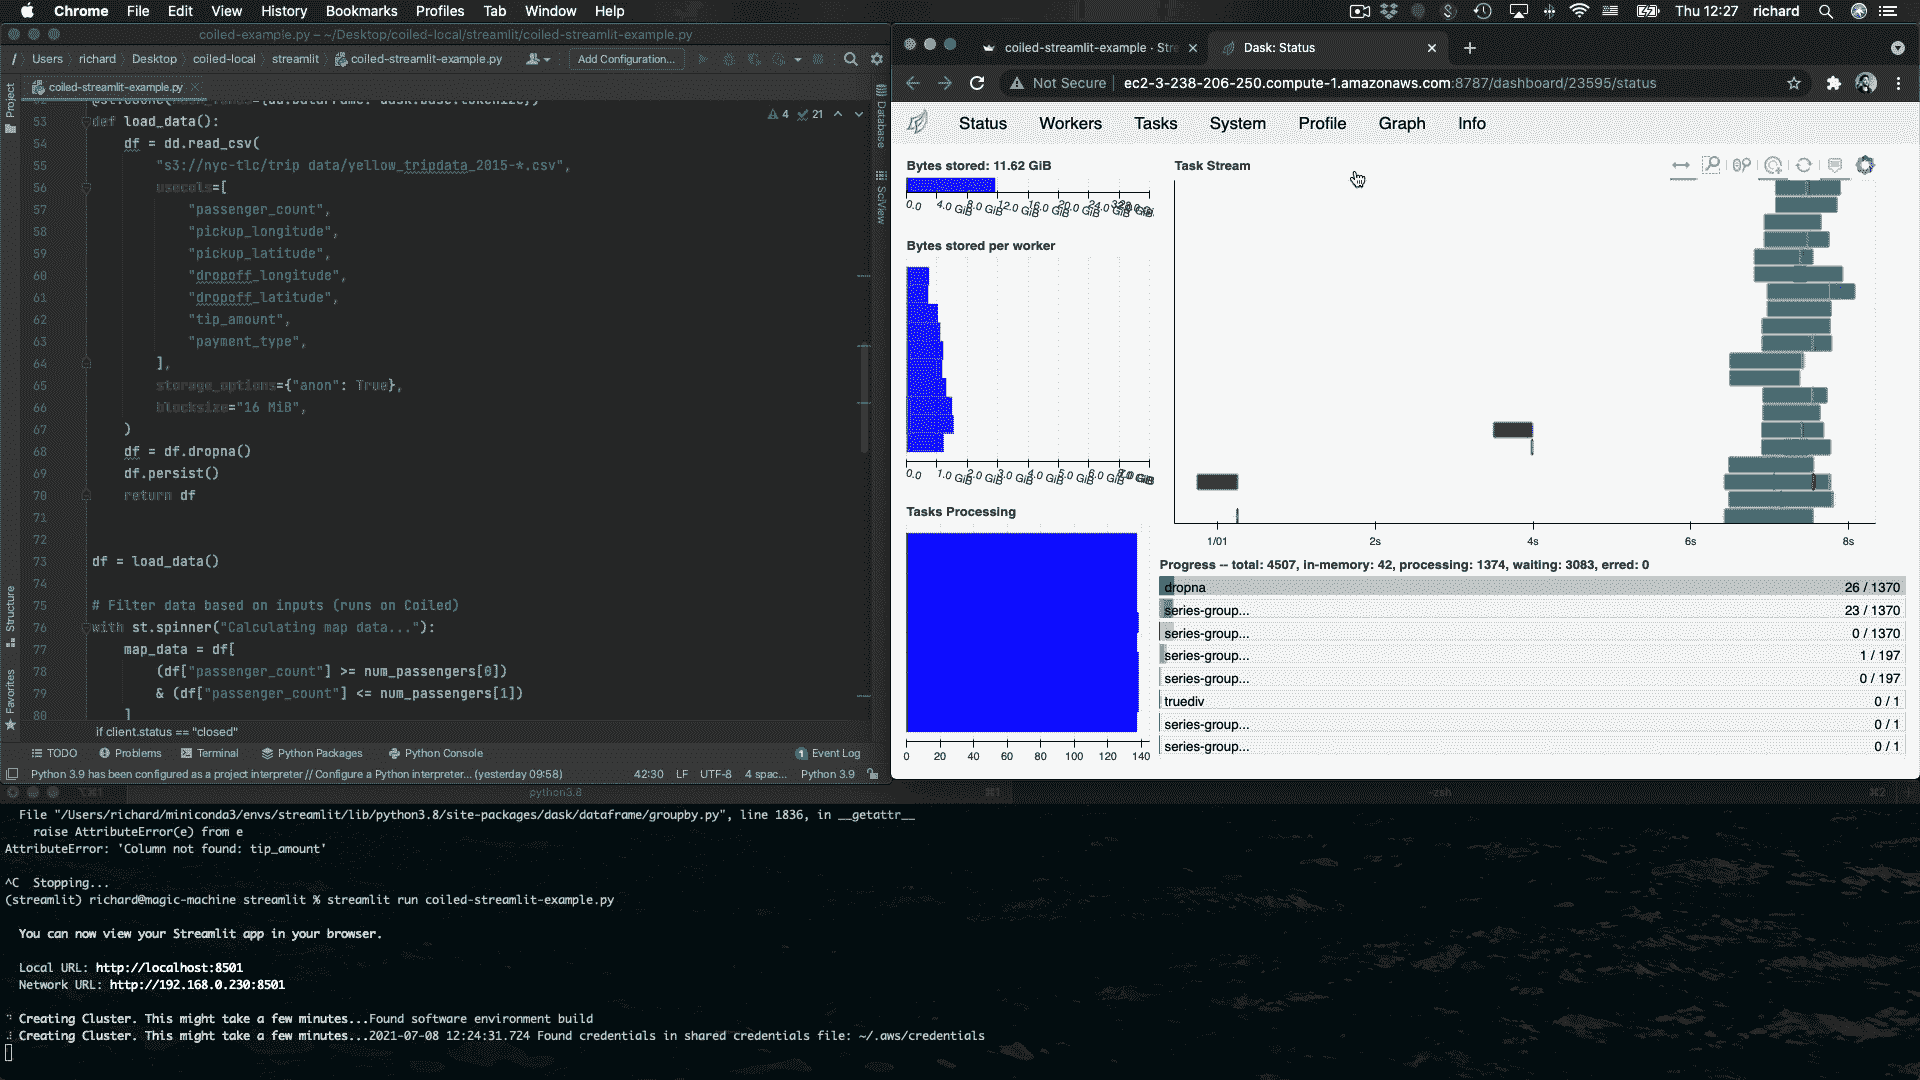 Chrome File Edit View History Bookmarks Profiles Tab Window Help Thu 12:27 richard
coiled-example.py – ~/Desktop/coiled-local/streamlit/coiled-streamlit-example.py
/ Users richard Desktop coiled-local streamlit coiled-streamlit-example.py Add Configuration...
coiled-streamlit-example.py
Project
Structure
Favorites
Database
SciView
4 21
53 def load_data():
54 df = dd.read_csv(
55 "s3://nyc-tlc/trip data/yellow_tripdata_2015-*.csv",
56 usecols=[
57 "passenger_count",
58 "pickup_longitude",
59 "pickup_latitude",
60 "dropoff_longitude",
61 "dropoff_latitude",
62 "tip_amount",
63 "payment_type",
64 ],
65 storage_options={"anon": True},
66 blocksize="16 MiB",
67 )
68 df = df.dropna()
69 df.persist()
70 return df
71
72
73 df = load_data()
74
75 # Filter data based on inputs (runs on Coiled)
76 with st.spinner("Calculating map data..."):
77 map_data = df[
78 (df["passenger_count"] >= num_passengers[0])
79 & (df["passenger_count"] <= num_passengers[1])
80 ]
if client.status == "closed"
TODO Problems Terminal Python Packages Python Console 1 Event Log
Python 3.9 has been configured as a project interpreter // Configure a Python interpreter... (yesterday 09:58) 42:30 LF UTF-8 4 spac... Python 3.9
coiled-streamlit-example · Stre
Dask: Status
Not Secure ec2-3-238-206-250.compute-1.amazonaws.com:8787/dashboard/23595/status
Status Workers Tasks System Profile Graph Info
Bytes stored: 11.62 GiB
0.0 4.0 GiB 8.0 GiB 12.0 GiB 16.0 GiB 20.0 GiB 24.0 GiB
Bytes stored per worker
0.0 1.0 GiB 2.0 GiB 3.0 GiB 4.0 GiB 5.0 GiB 6.0 GiB
Tasks Processing
0 20 40 60 80 100 120 140
Task Stream
1/01 2s 4s 6s 8s
Progress -- total: 4507, in-memory: 42, processing: 1374, waiting: 3083, erred: 0
dropna 26 / 1370
series-group... 23 / 1370
series-group... 0 / 1370
series-group... 1 / 197
series-group... 0 / 197
truediv 0 / 1
series-group... 0 / 1
series-group... 0 / 1
⌥⌘1 python3.8 ⌘1 -zsh ⌘2
File "/Users/richard/miniconda3/envs/streamlit/lib/python3.8/site-packages/dask/dataframe/groupby.py", line 1836, in __getattr__
raise AttributeError(e) from e
AttributeError: 'Column not found: tip_amount'
^C Stopping...
(streamlit) richard@magic-machine streamlit % streamlit run coiled-streamlit-example.py
You can now view your Streamlit app in your browser.
Local URL: http://localhost:8501
Network URL: http://192.168.0.230:8501
Creating Cluster. This might take a few minutes...Found software environment build
Creating Cluster. This might take a few minutes...2021-07-08 12:24:31.724 Found credentials in shared credentials file: ~/.aws/credentials